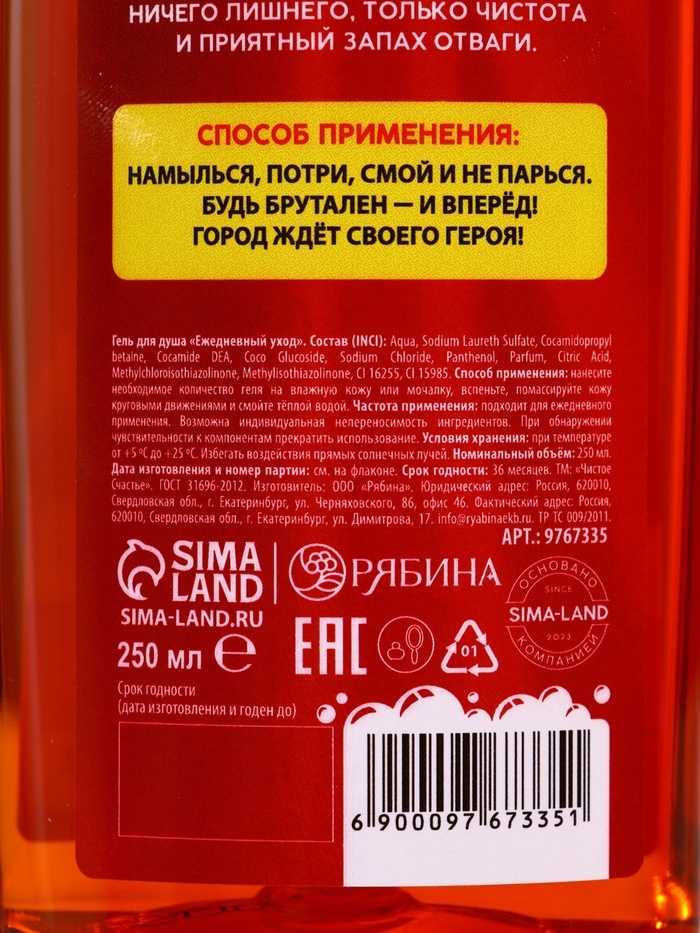 НИЧЕГО ЛИШНЕГО, ТОЛЬКО ЧИСТОТА
И ПРИЯТНЫЙ ЗАПАХ ОТВАГИ.
СПОСОБ ПРИМЕНЕНИЯ:
НАМЫЛЬСЯ, ПОТРИ, СМОЙ И НЕ ПАРЬСЯ.
БУДЬ БРУТАЛЕН — И ВПЕРЁД!
ГОРОД ЖДЁТ СВОЕГО ГЕРОЯ!
Гель для душа «Ежедневный уход». Состав (INCI): Aqua, Sodium Laureth Sulfate, Cocamidopropyl
betaine, Cocamide DEA, Coco Glucoside, Sodium Chloride, Panthenol, Parfum, Citric Acid,
Methylchloroisothiazolinone, Methylisothiazolinone, CI 16255, CI 15985. Способ применения: нанесите
необходимое количество геля на влажную кожу или мочалку, вспеньте, помассируйте кожу
круговыми движениями и смойте тёплой водой. Частота применения: подходит для ежедневного
применения. Возможна индивидуальная непереносимость ингредиентов. При обнаружении
чувствительности к компонентам прекратить использование. Условия хранения: при температуре
от +5 °С до +25 °С. Избегать воздействия прямых солнечных лучей. Номинальный объём: 250 мл.
Дата изготовления и номер партии: см. на флаконе. Срок годности: 36 месяцев. ТМ: «Чистое
Счастье». ГОСТ 31696-2012. Изготовитель: ООО «Рябина». Юридический адрес: Россия, 620010,
Свердловская обл., г. Екатеринбург, ул. Черняховского, 86, офис 46. Фактический адрес: Россия,
620010, Свердловская обл., г. Екатеринбург, ул. Димитрова, 17. info@ryabinaekb.ru. ТР ТС 009/2011.
АРТ.: 9767335
SIMA
LAND
РЯБИНА
SIMA-LAND.RU
ОСНОВАНО
SINCE
SIMA-LAND
2023
КОМПАНИЕЙ
250 мл ℮
EAC
01
Срок годности
(дата изготовления и годен до)
6 900097 673351